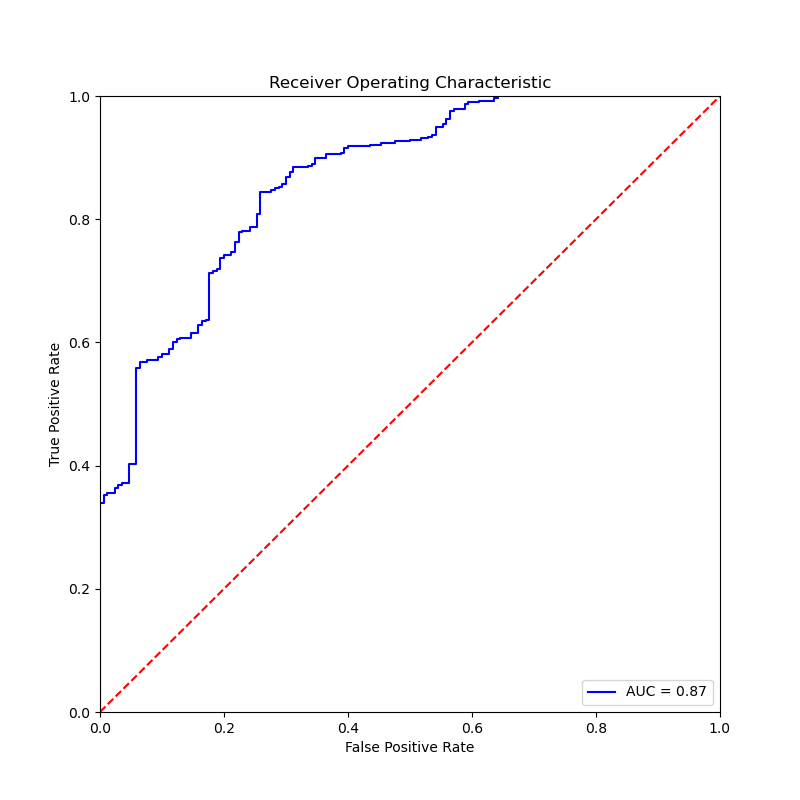 Receiver Operating Characteristic
True Positive Rate
1.0
0.8
0.6
0.4
0.2
0.0
AUC = 0.87
0.0 0.2 0.4 0.6 0.8 1.0
False Positive Rate